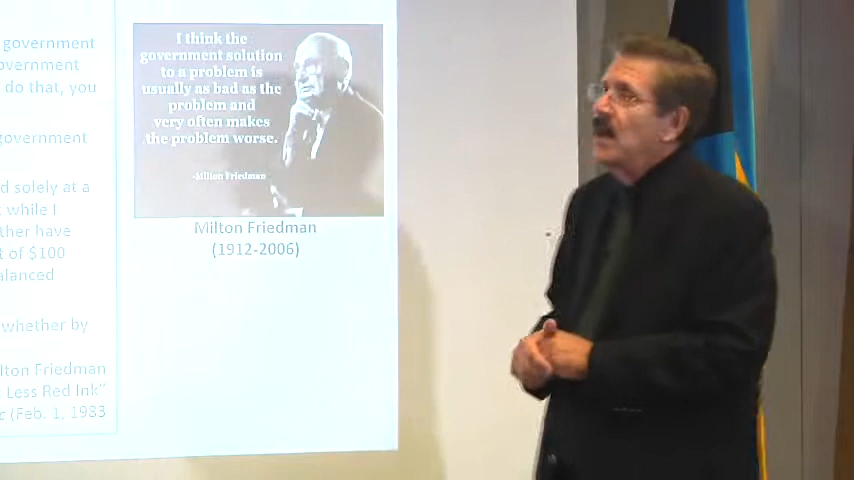 government
overnment
do that, you
government
d solely at a
while I
ther have
t of $100
alanced
whether by
lton Friedman
Less Red Ink"
c (Feb. 1, 1983
I think the
government solution
to a problem is
usually as bad as the
problem and
very often makes
the problem worse.
-Milton Friedman
Milton Friedman
(1912-2006)